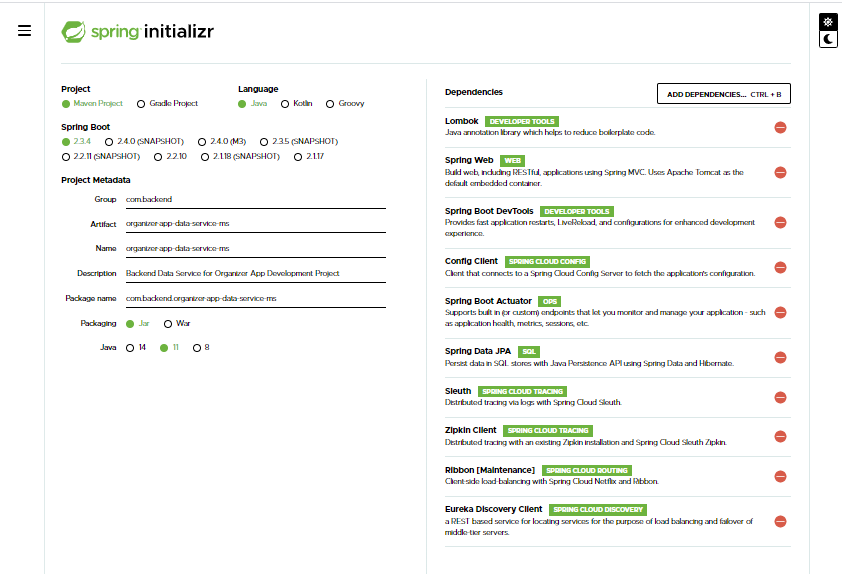 spring initializr
Project
Maven Project Gradle Project
Language
Java Kotlin Groovy
Spring Boot
2.3.4 2.4.0 (SNAPSHOT) 2.4.0 (M3) 2.3.5 (SNAPSHOT)
2.2.11 (SNAPSHOT) 2.2.10 2.1.18 (SNAPSHOT) 2.1.17
Project Metadata
Group com.backend
Artifact organizer-app-data-service-ms
Name organizer-app-data-service-ms
Description Backend Data Service for Organizer App Development Project
Package name com.backend.organizer-app-data-service-ms
Packaging Jar War
Java 14 11 8
Dependencies
ADD DEPENDENCIES... CTRL + B
Lombok DEVELOPER TOOLS
Java annotation library which helps to reduce boilerplate code.
Spring Web WEB
Build web, including RESTful, applications using Spring MVC. Uses Apache Tomcat as the
default embedded container.
Spring Boot DevTools DEVELOPER TOOLS
Provides fast application restarts, LiveReload, and configurations for enhanced development
experience.
Config Client SPRING CLOUD CONFIG
Client that connects to a Spring Cloud Config Server to fetch the application's configuration.
Spring Boot Actuator OPS
Supports built in (or custom) endpoints that let you monitor and manage your application - such
as application health, metrics, sessions, etc.
Spring Data JPA SQL
Persist data in SQL stores with Java Persistence API using Spring Data and Hibernate.
Sleuth SPRING CLOUD TRACING
Distributed tracing via logs with Spring Cloud Sleuth.
Zipkin Client SPRING CLOUD TRACING
Distributed tracing with an existing Zipkin installation and Spring Cloud Sleuth Zipkin.
Ribbon [Maintenance] SPRING CLOUD ROUTING
Client-side load-balancing with Spring Cloud Netflix and Ribbon.
Eureka Discovery Client SPRING CLOUD DISCOVERY
a REST based service for locating services for the purpose of load balancing and failover of
middle-tier servers.